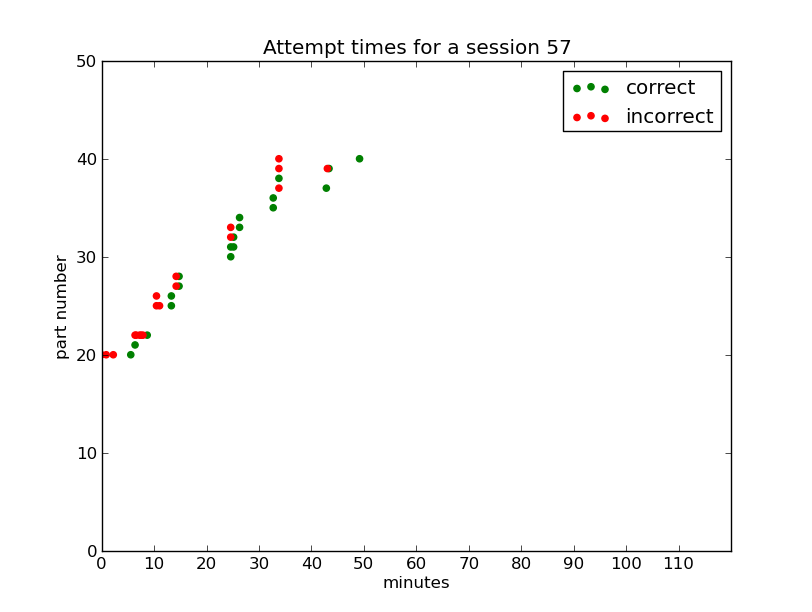 Attempt times for a session 57
correct
incorrect
part number
50
40
30
20
10
0
0 10 20 30 40 50 60 70 80 90 100 110
minutes